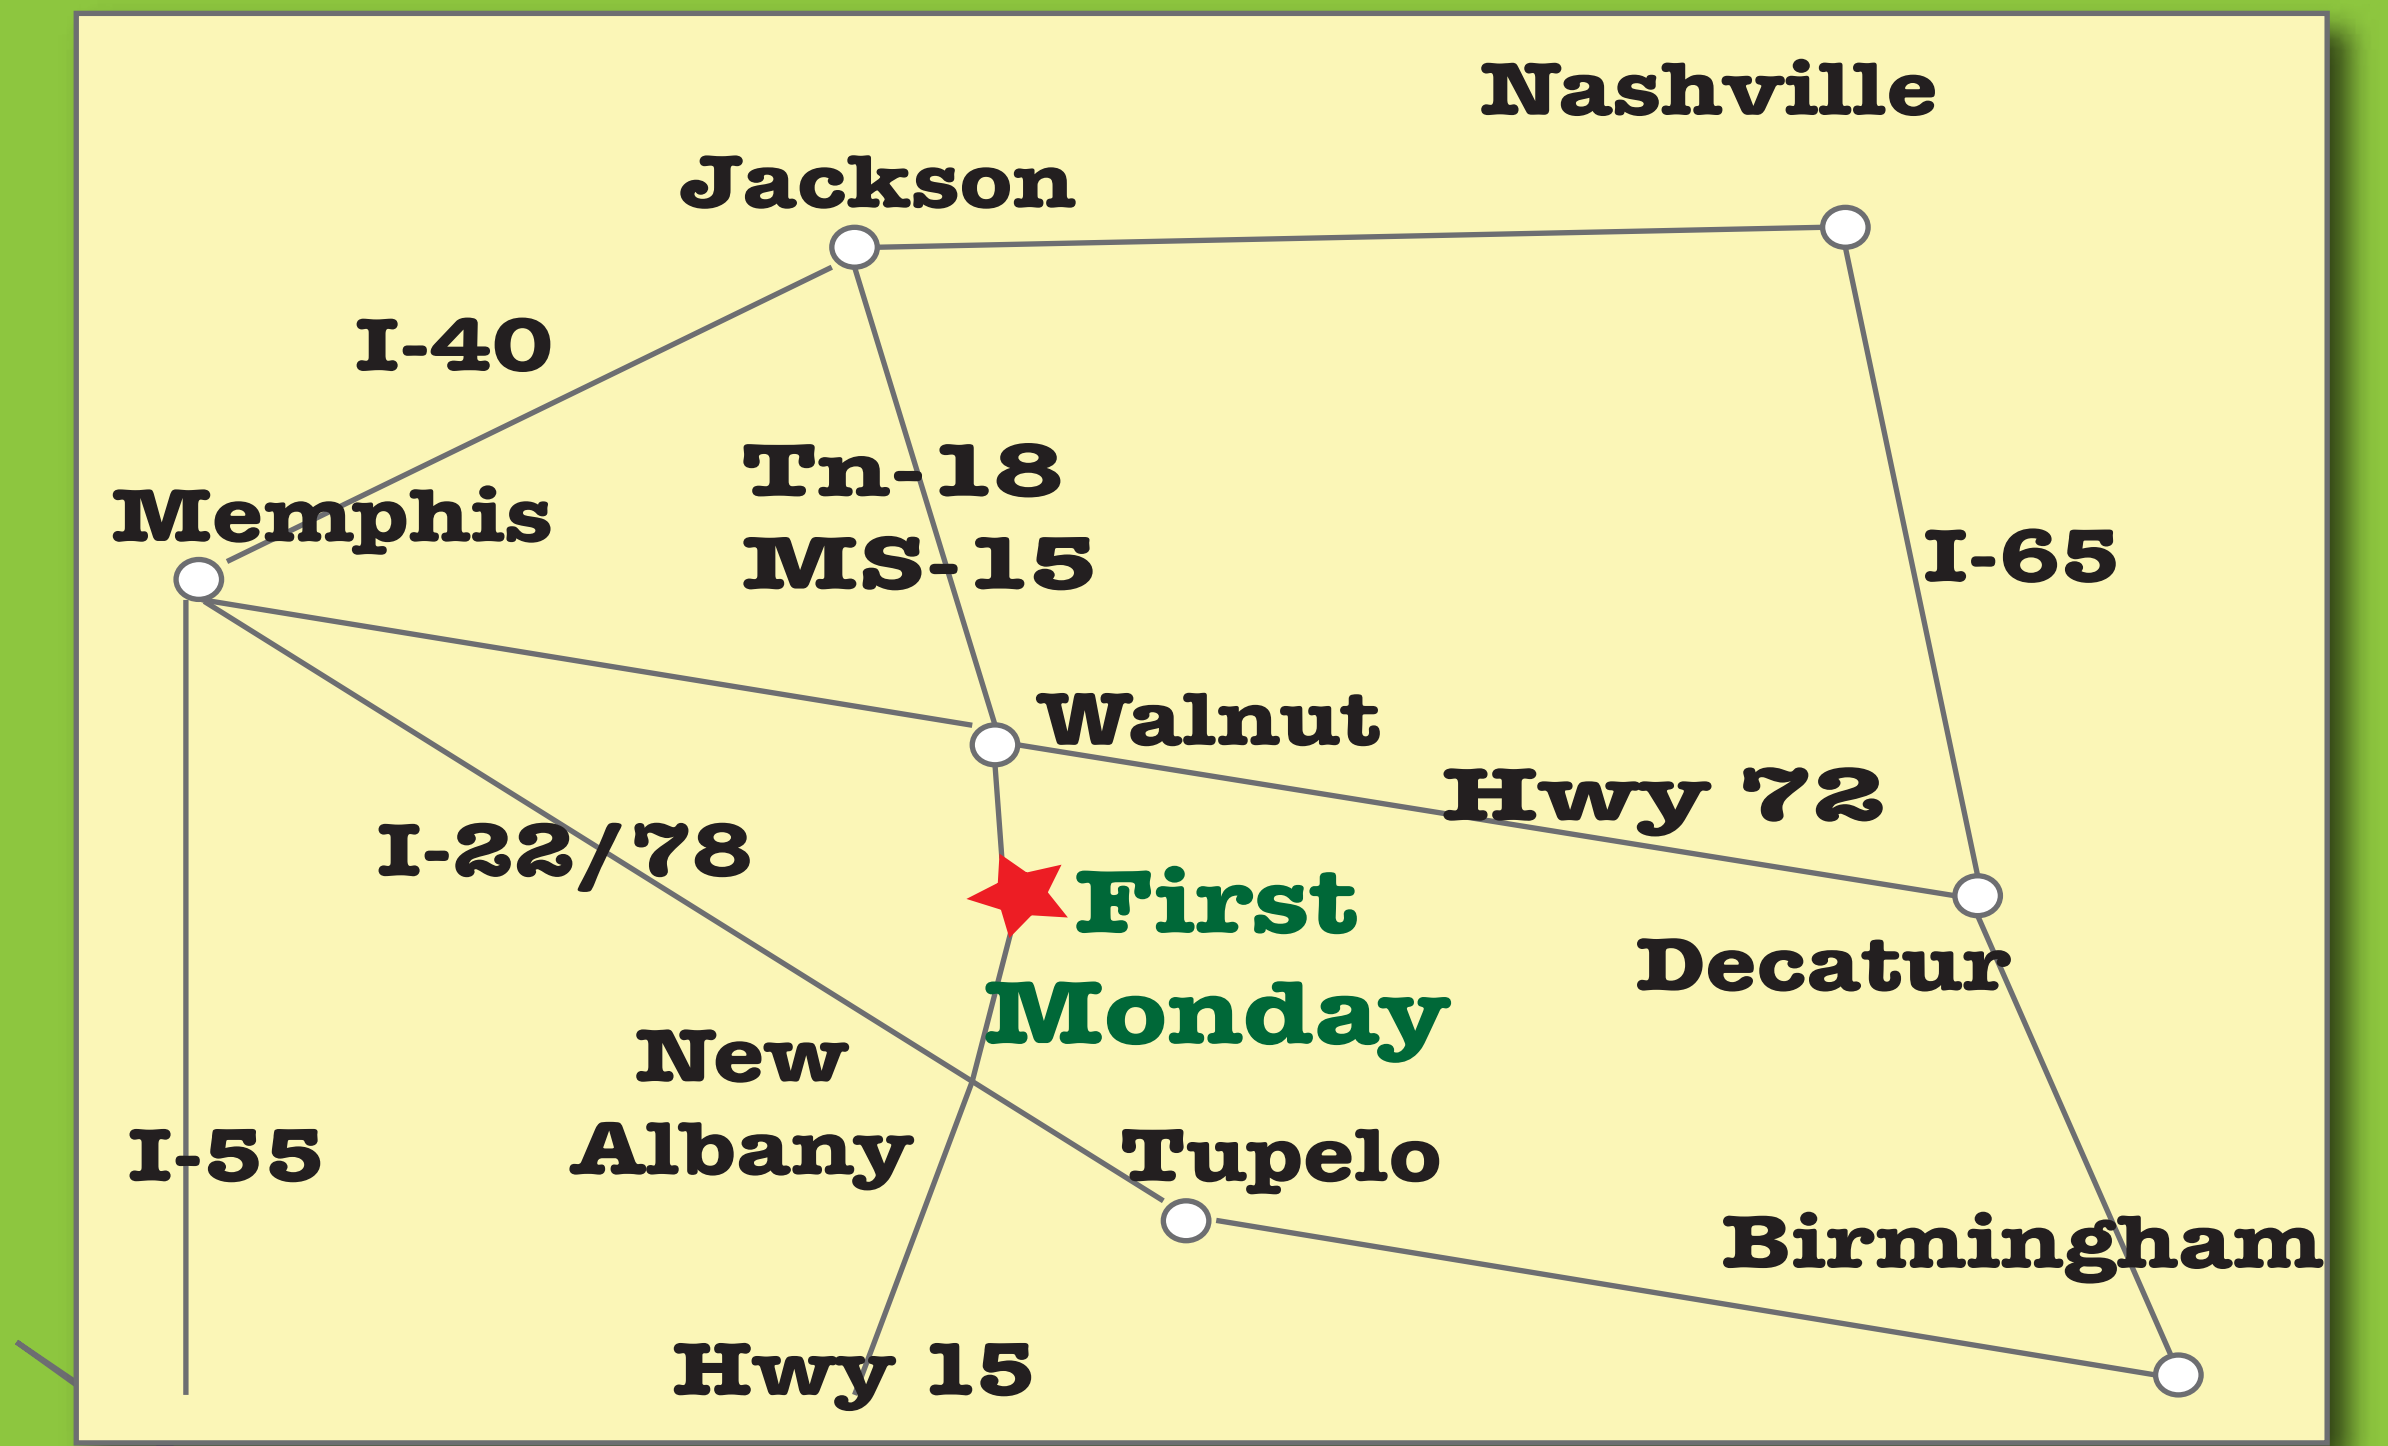 Nashville
Jackson
I-40
Tn-18
Memphis
MS-15
I-65
Walnut
Hwy 72
I-22/78
First
Monday
Decatur
New
Albany
I-55
Tupelo
Birmingham
Hwy 15